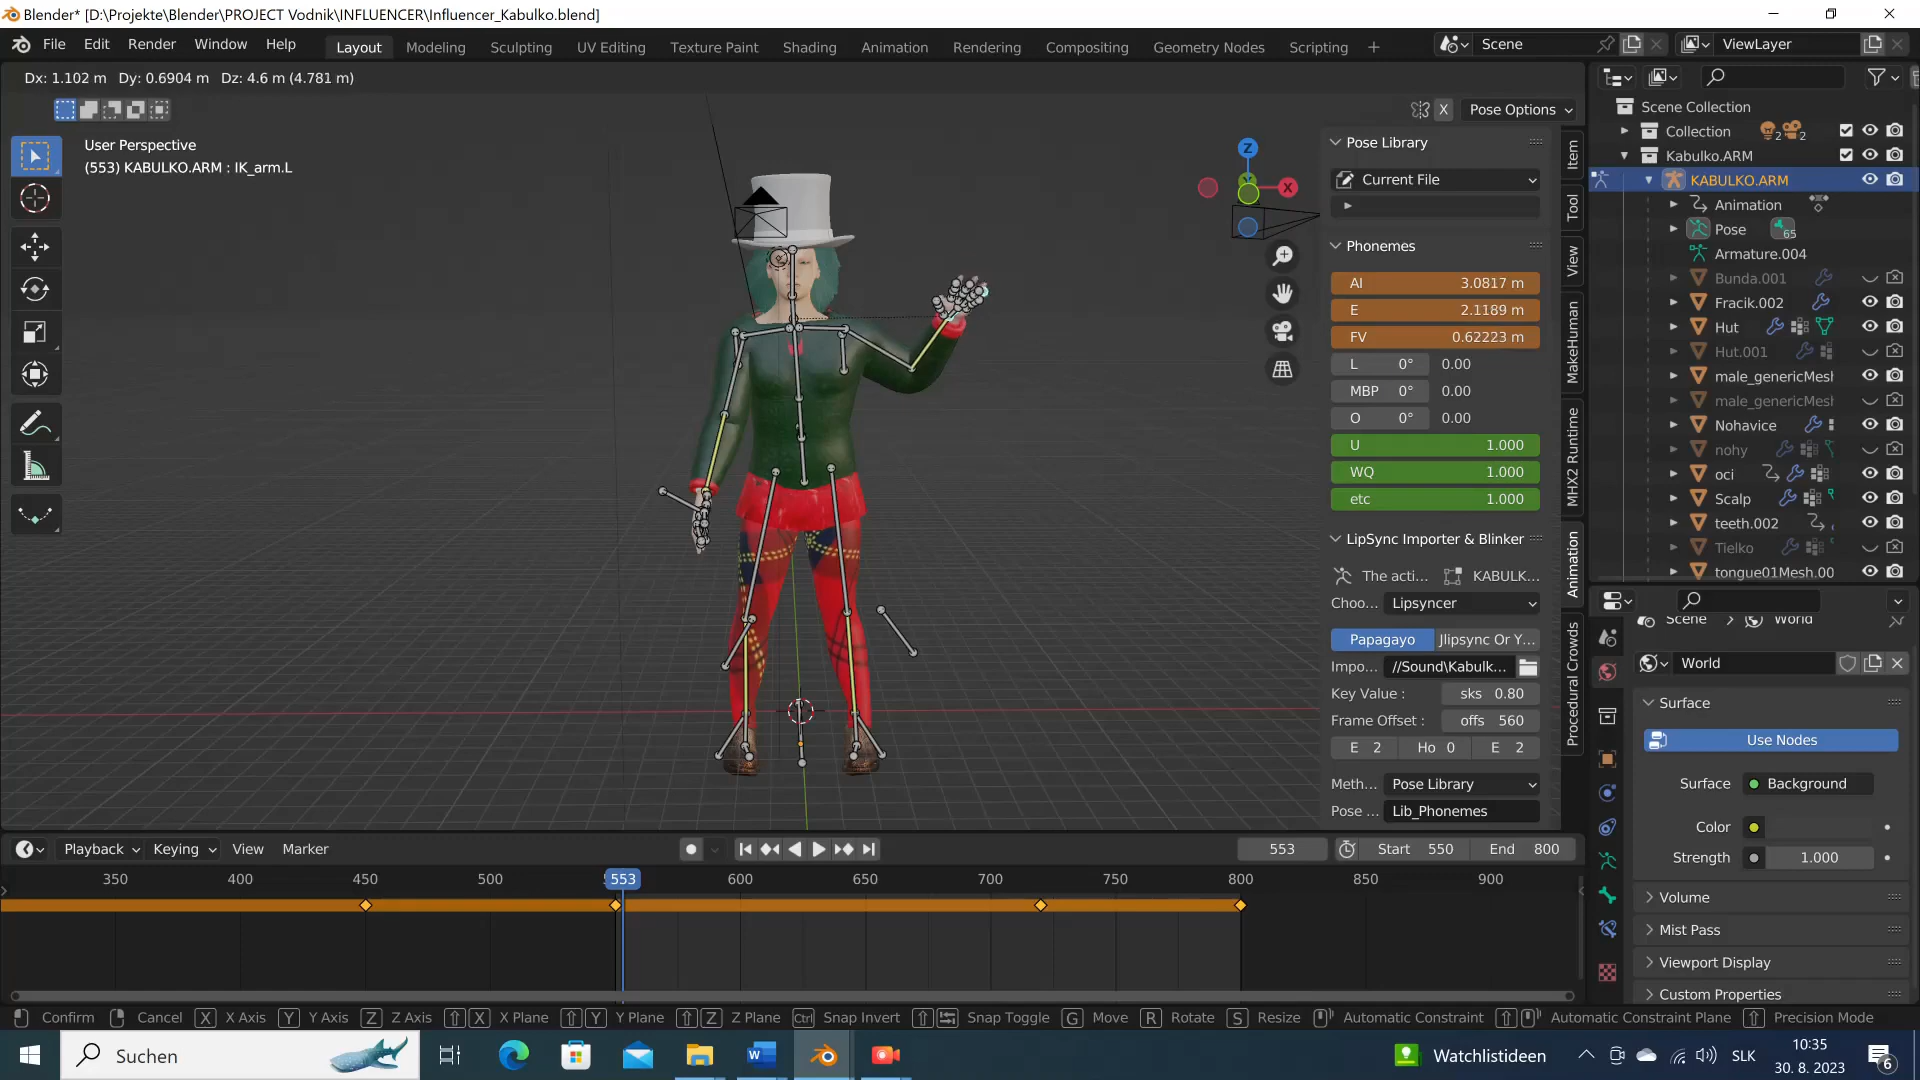 Blender* [D:\Projekte\Blender\PROJECT Vodnik\INFLUENCER\Influencer_Kabulko.blend]
File Edit Render Window Help Layout Modeling Sculpting UV Editing Texture Paint Shading Animation Rendering Compositing Geometry Nodes Scripting + Scene ViewLayer
Dx: 1.102 m Dy: 0.6904 m Dz: 4.6 m (4.781 m)
X Pose Options
User Perspective
(553) KABULKO.ARM : IK_arm.L
Z
X
Pose Library
Current File
Phonemes
AI 3.0817 m
E 2.1189 m
FV 0.62223 m
L 0° 0.00
MBP 0° 0.00
O 0° 0.00
U 1.000
WQ 1.000
etc 1.000
LipSync Importer & Blinker
The acti... KABULK...
Choo... Lipsyncer
Papagayo Jlipsync Or Y...
Impo... //Sound\Kabulk...
Key Value : sks 0.80
Frame Offset : offs 560
E 2 Ho 0 E 2
Meth... Pose Library
Pose ... Lib_Phonemes
Item
Tool
View
MakeHuman
MHX2 Runtime
Animation
Procedural Crowds
Scene Collection
Collection 2 2
Kabulko.ARM
KABULKO.ARM
Animation
Pose 65
Armature.004
Bunda.001
Fracik.002
Hut
Hut.001
male_genericMesh
male_genericMesh
Nohavice
nohy
oci
Scalp
teeth.002
Tielko
tongue01Mesh.00
Scene > World
World
Surface
Use Nodes
Surface Background
Color
Strength 1.000
Volume
Mist Pass
Viewport Display
Custom Properties
Playback Keying View Marker 553 Start 550 End 800
350 400 450 500 553 600 650 700 750 800 850 900
Confirm Cancel X X Axis Y Y Axis Z Z Axis X X Plane Y Y Plane Z Z Plane Ctrl Snap Invert Snap Toggle G Move R Rotate S Resize Automatic Constraint Automatic Constraint Plane Precision Mode
Suchen Watchlistideen SLK 10:35
30. 8. 2023 6